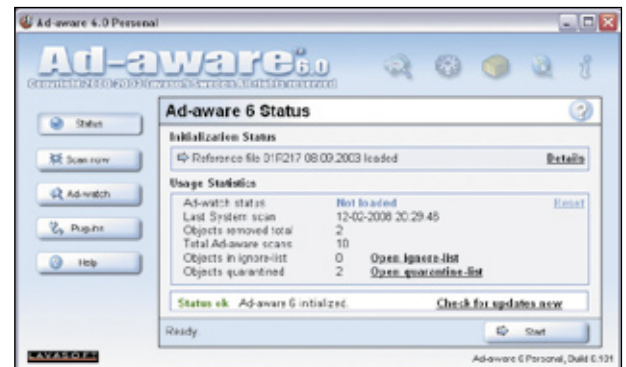 Ad-aware 6.0 Personal
Ad-aware 6.0
Ad-aware 6 Status
Status
Initialization Status
Reference file 01R217 08.09.2003 loaded Details
Scan now
Usage Statistics
Ad-watch status Not loaded Reset
Ad-watch
Last System scan 12-02-2008 20:29:46
Objects removed total 2
Plug-ins
Total Ad-aware scans 10
Objects in ignore-list 0 Open ignore-list
Help
Objects quarantined 2 Open quarantine-list
Status ok Ad-aware 6 initialized. Check for updates now
Ready. Start
LAVASOFT
Ad-aware 6 Personal, Build 6.181